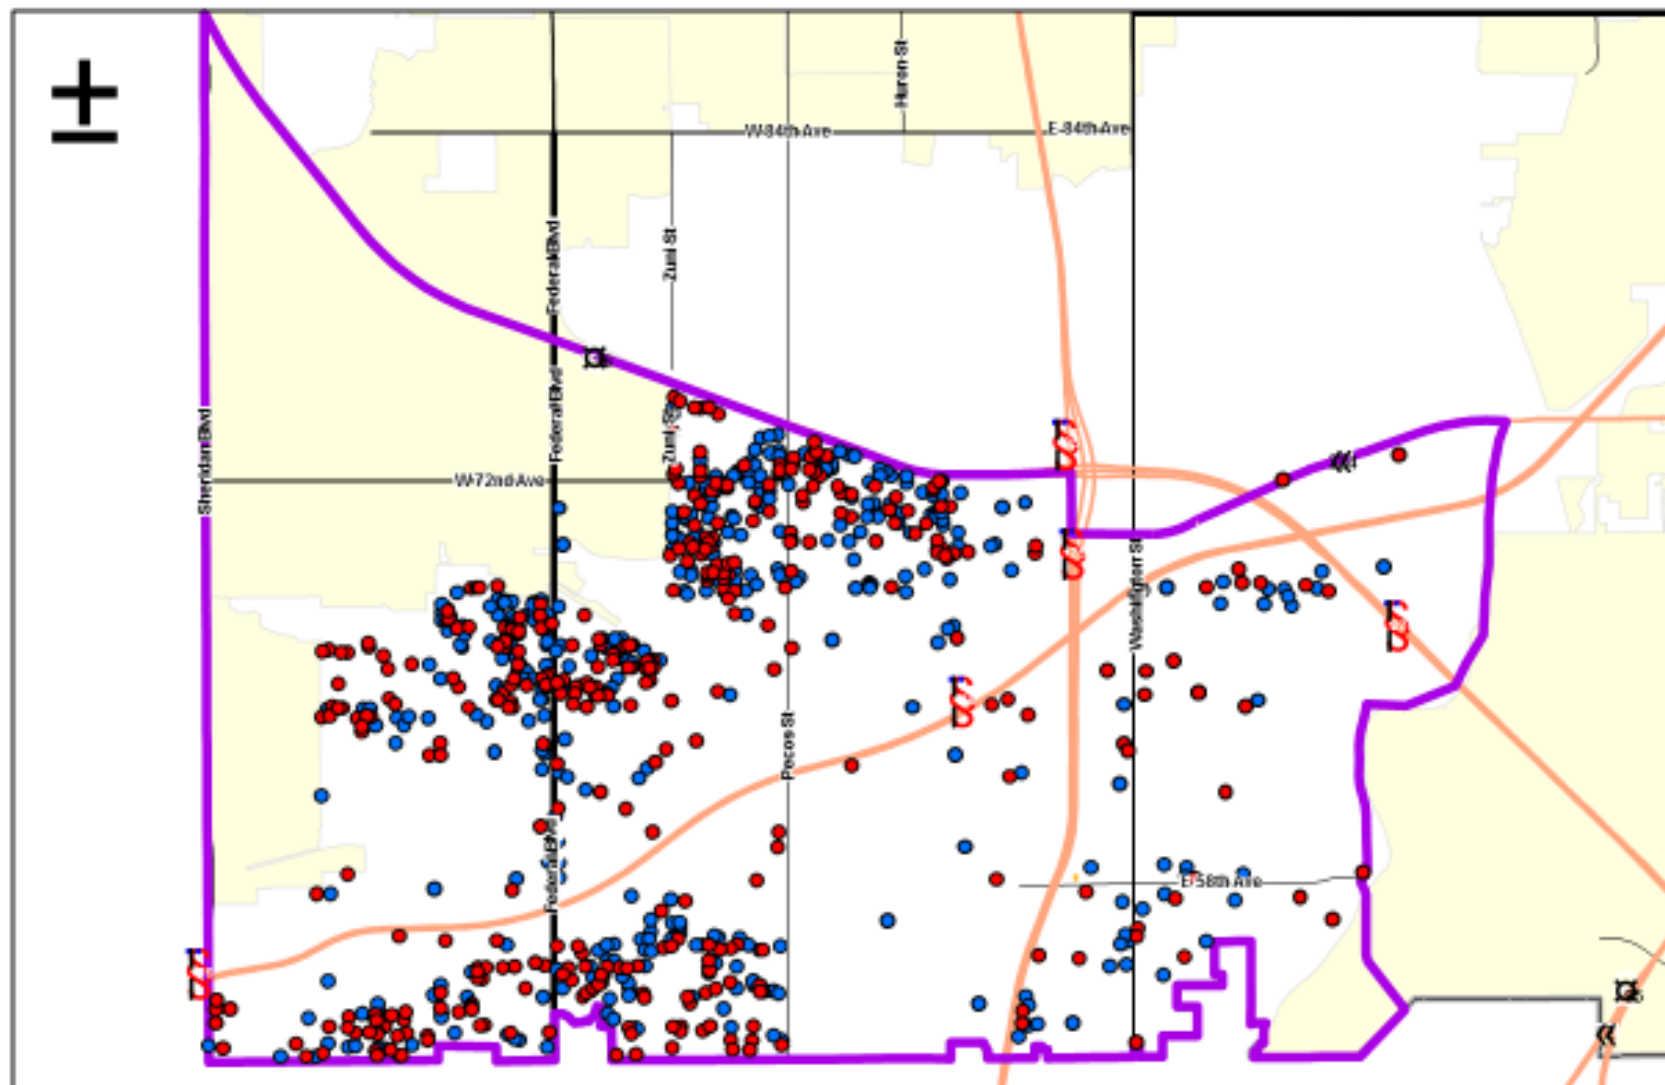 Huron St
W 84th Ave
E 84th Ave
Federal Blvd
Zuni St
Federal Blvd
Zuni St
Sheridan Blvd
W 72nd Ave
Washington St
Pecos St
Federal Blvd
E 58th Ave